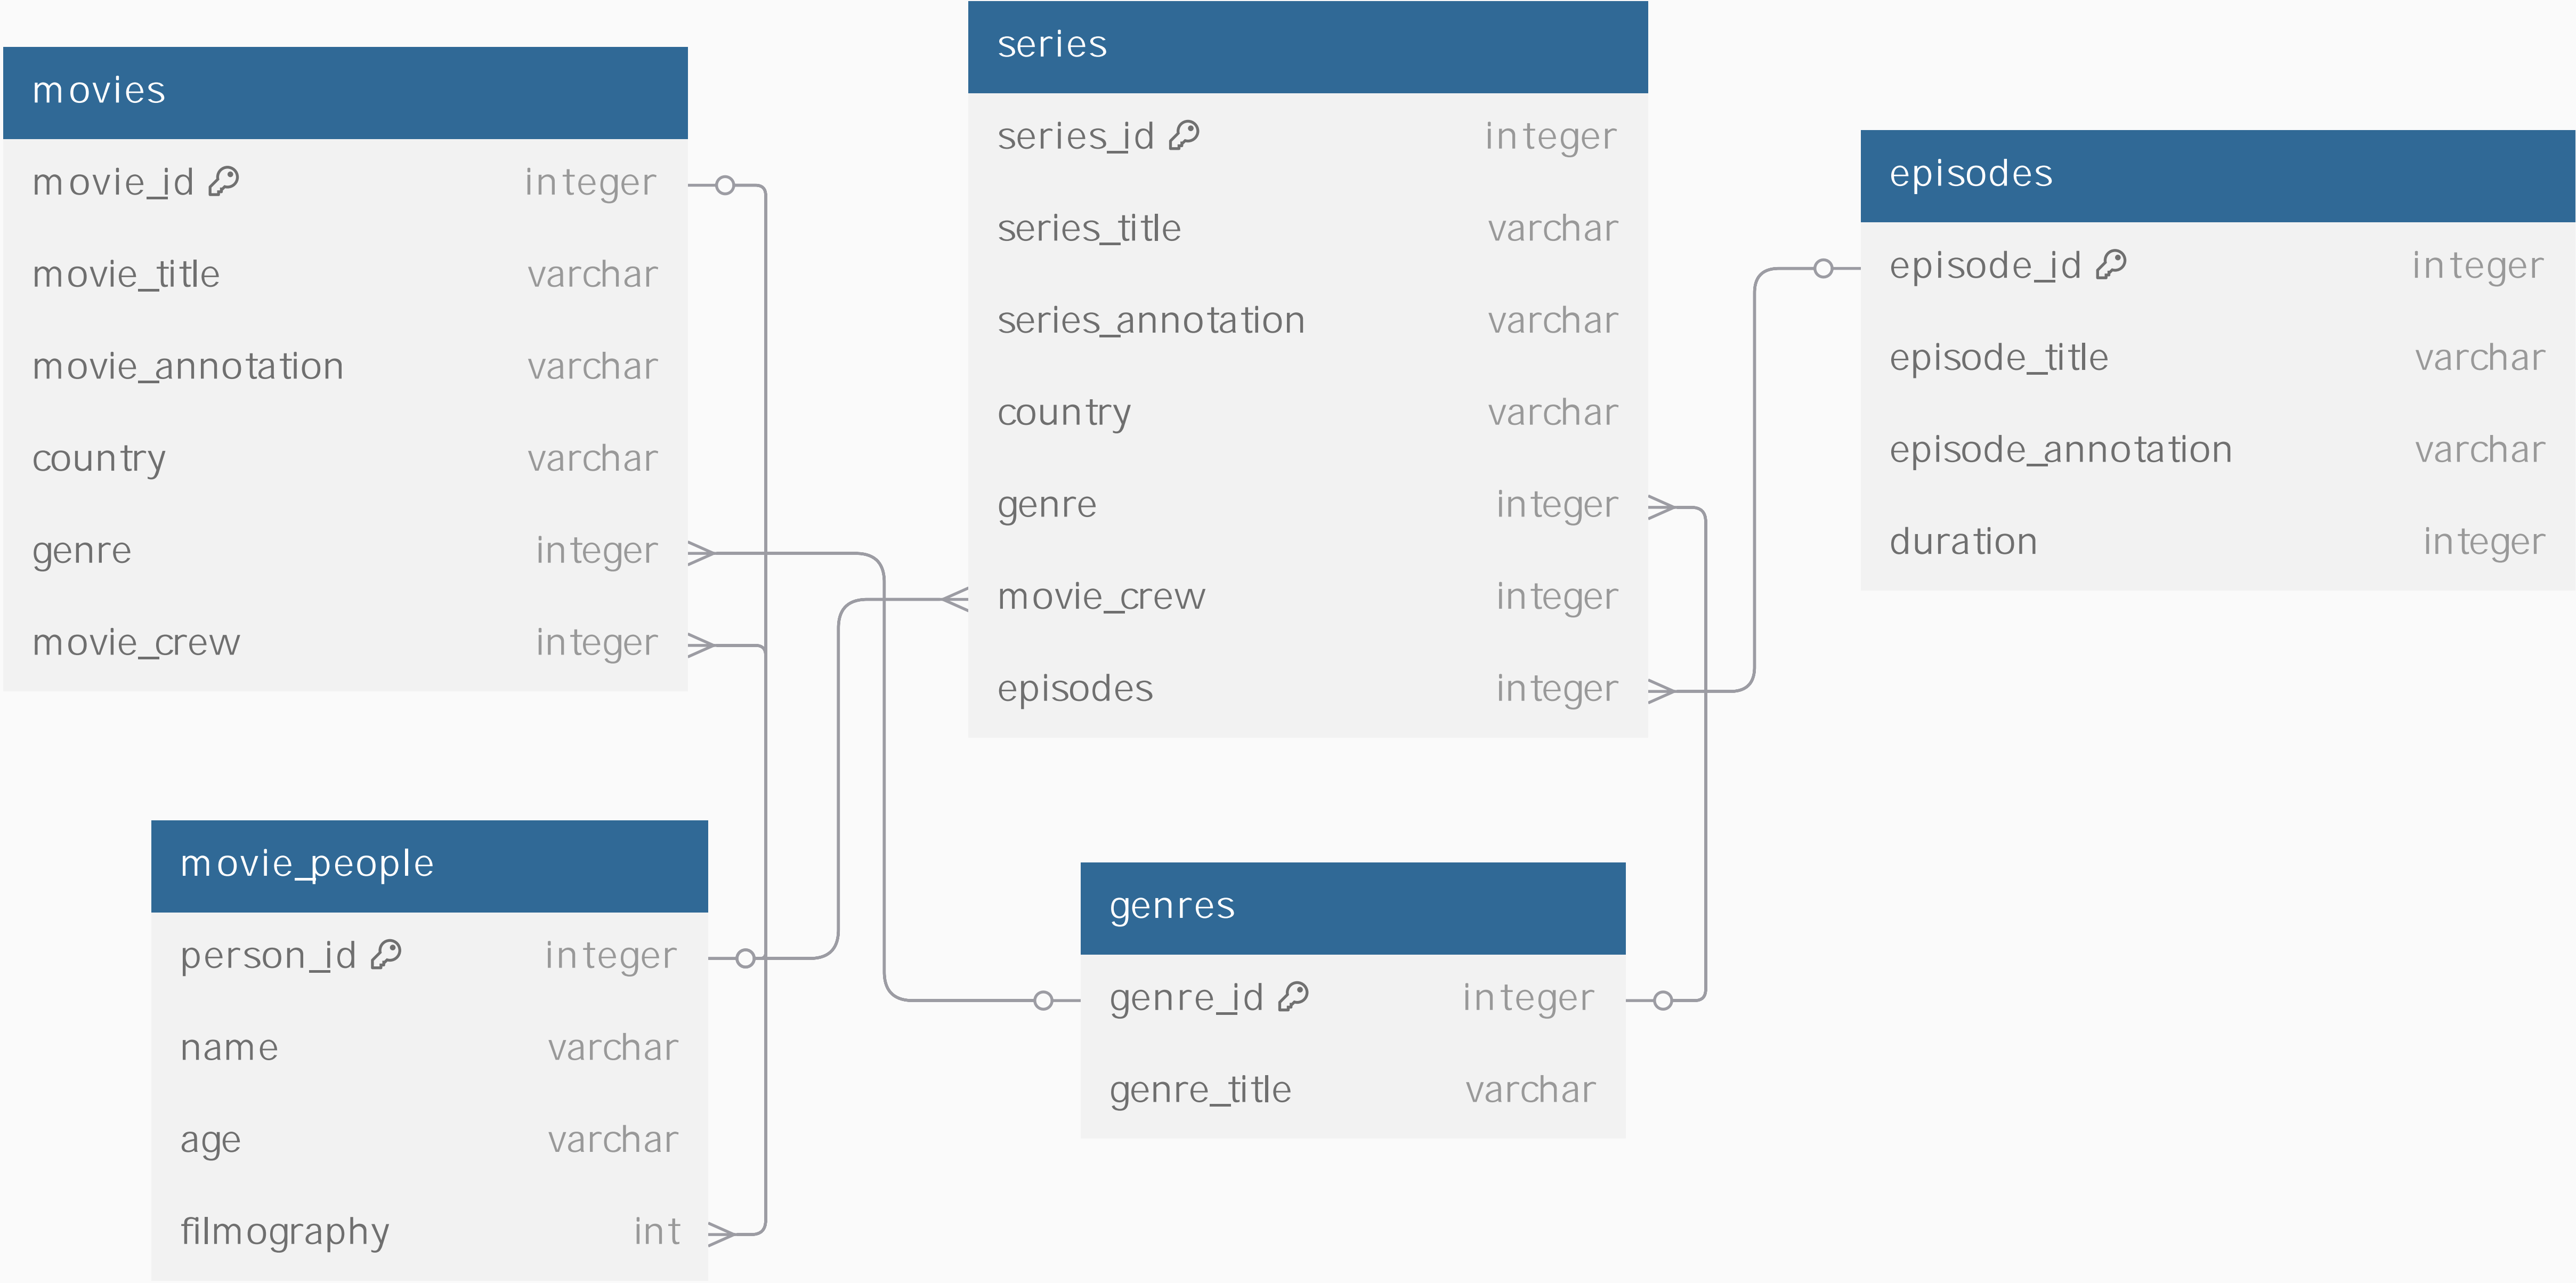 movies
movie_id integer
movie_title varchar
movie_annotation varchar
country varchar
genre integer
movie_crew integer
series
series_id integer
series_title varchar
series_annotation varchar
country varchar
genre integer
movie_crew integer
episodes integer
episodes
episode_id integer
episode_title varchar
episode_annotation varchar
duration integer
movie_people
person_id integer
name varchar
age varchar
filmography int
genres
genre_id integer
genre_title varchar